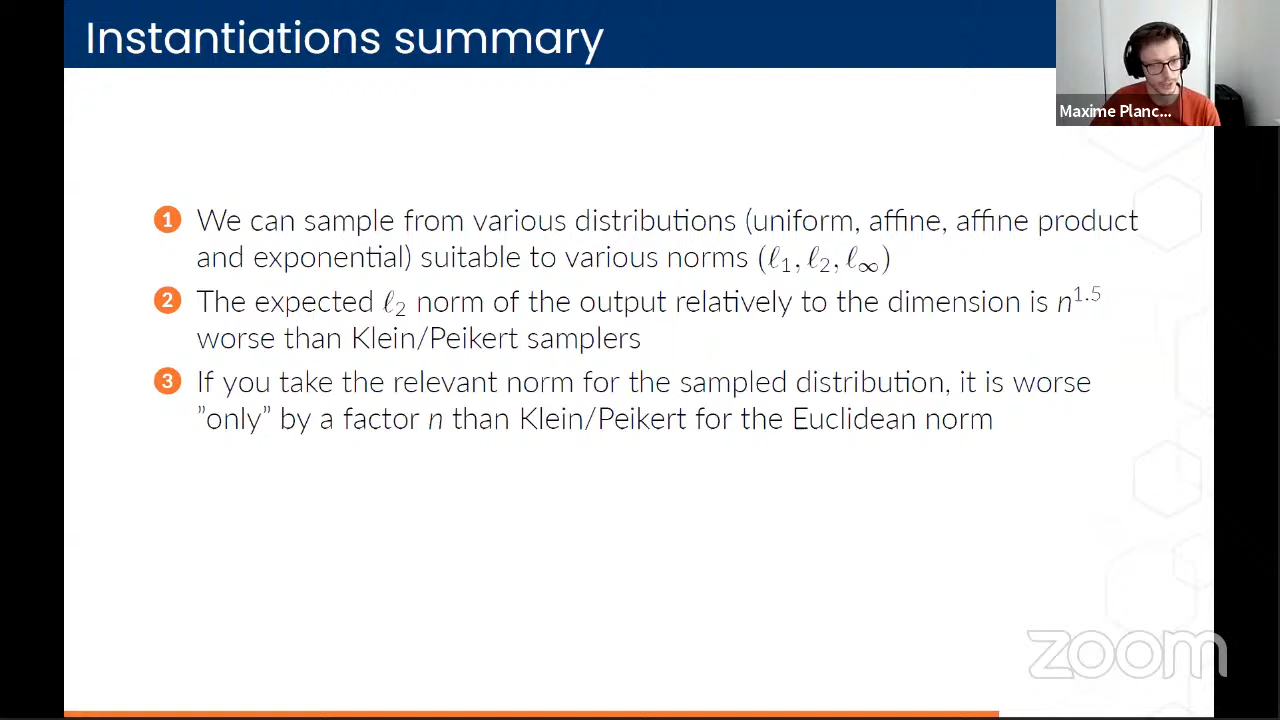 Instantiations summary
Maxime Planc...
1 We can sample from various distributions (uniform, affine, affine product
and exponential) suitable to various norms (ℓ₁, ℓ₂, ℓ∞)
2 The expected ℓ₂ norm of the output relatively to the dimension is n^1.5
worse than Klein/Peikert samplers
3 If you take the relevant norm for the sampled distribution, it is worse
”only” by a factor n than Klein/Peikert for the Euclidean norm
zoom